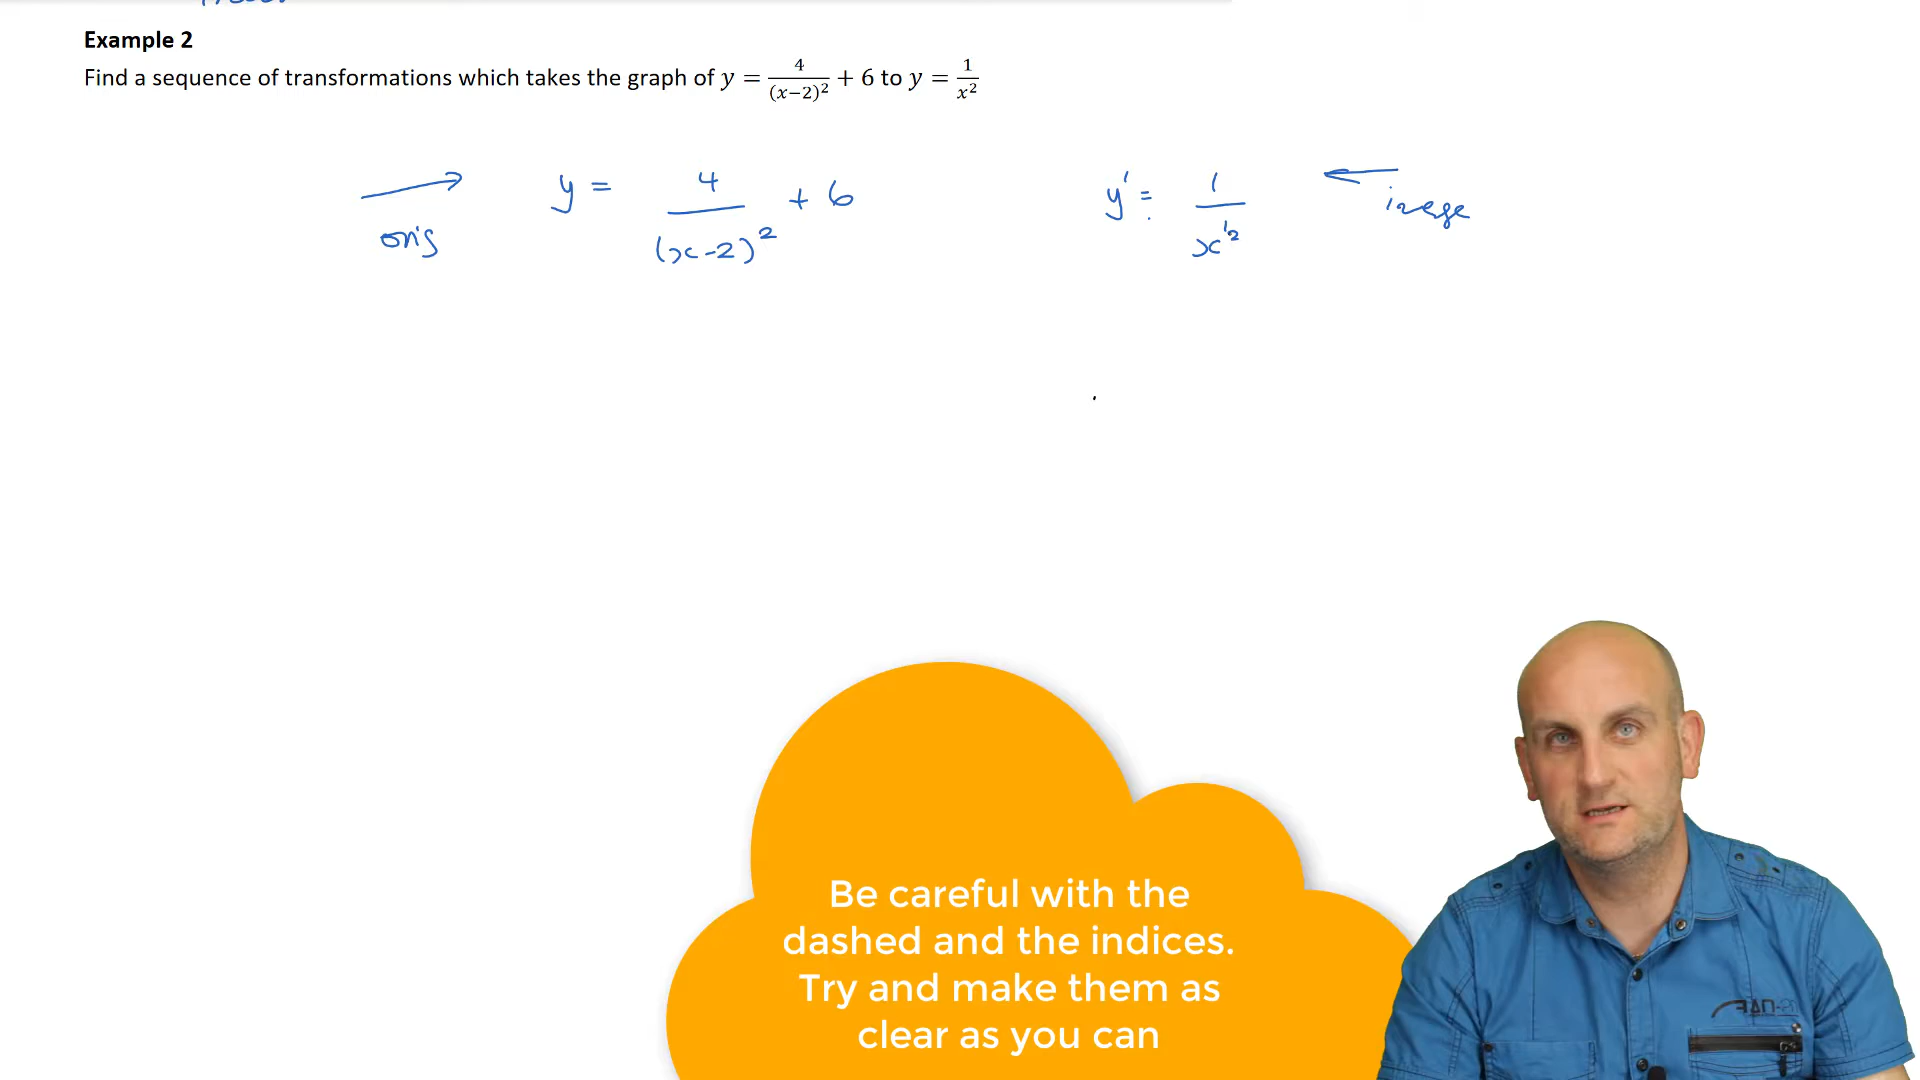 Example 2
Find a sequence of transformations which takes the graph of y = 4/(x−2)² + 6 to y = 1/x²
orig y = 4/(x-2)² + 6 y' = 1/x'² image
Be careful with the
dashed and the indices.
Try and make them as
clear as you can